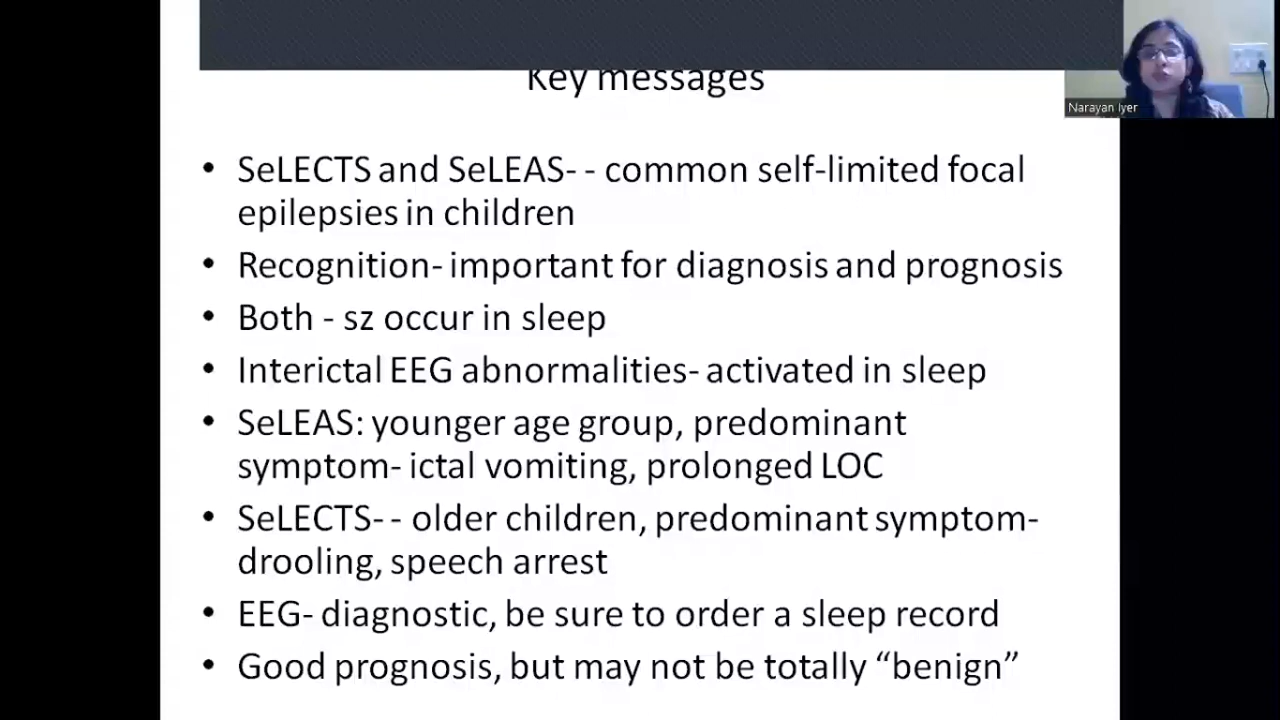 Key messages
Narayan Iyer
• SeLECTS and SeLEAS- - common self-limited focal
epilepsies in children
• Recognition- important for diagnosis and prognosis
• Both - sz occur in sleep
• Interictal EEG abnormalities- activated in sleep
• SeLEAS: younger age group, predominant
symptom- ictal vomiting, prolonged LOC
• SeLECTS- - older children, predominant symptom-
drooling, speech arrest
• EEG- diagnostic, be sure to order a sleep record
• Good prognosis, but may not be totally “benign”